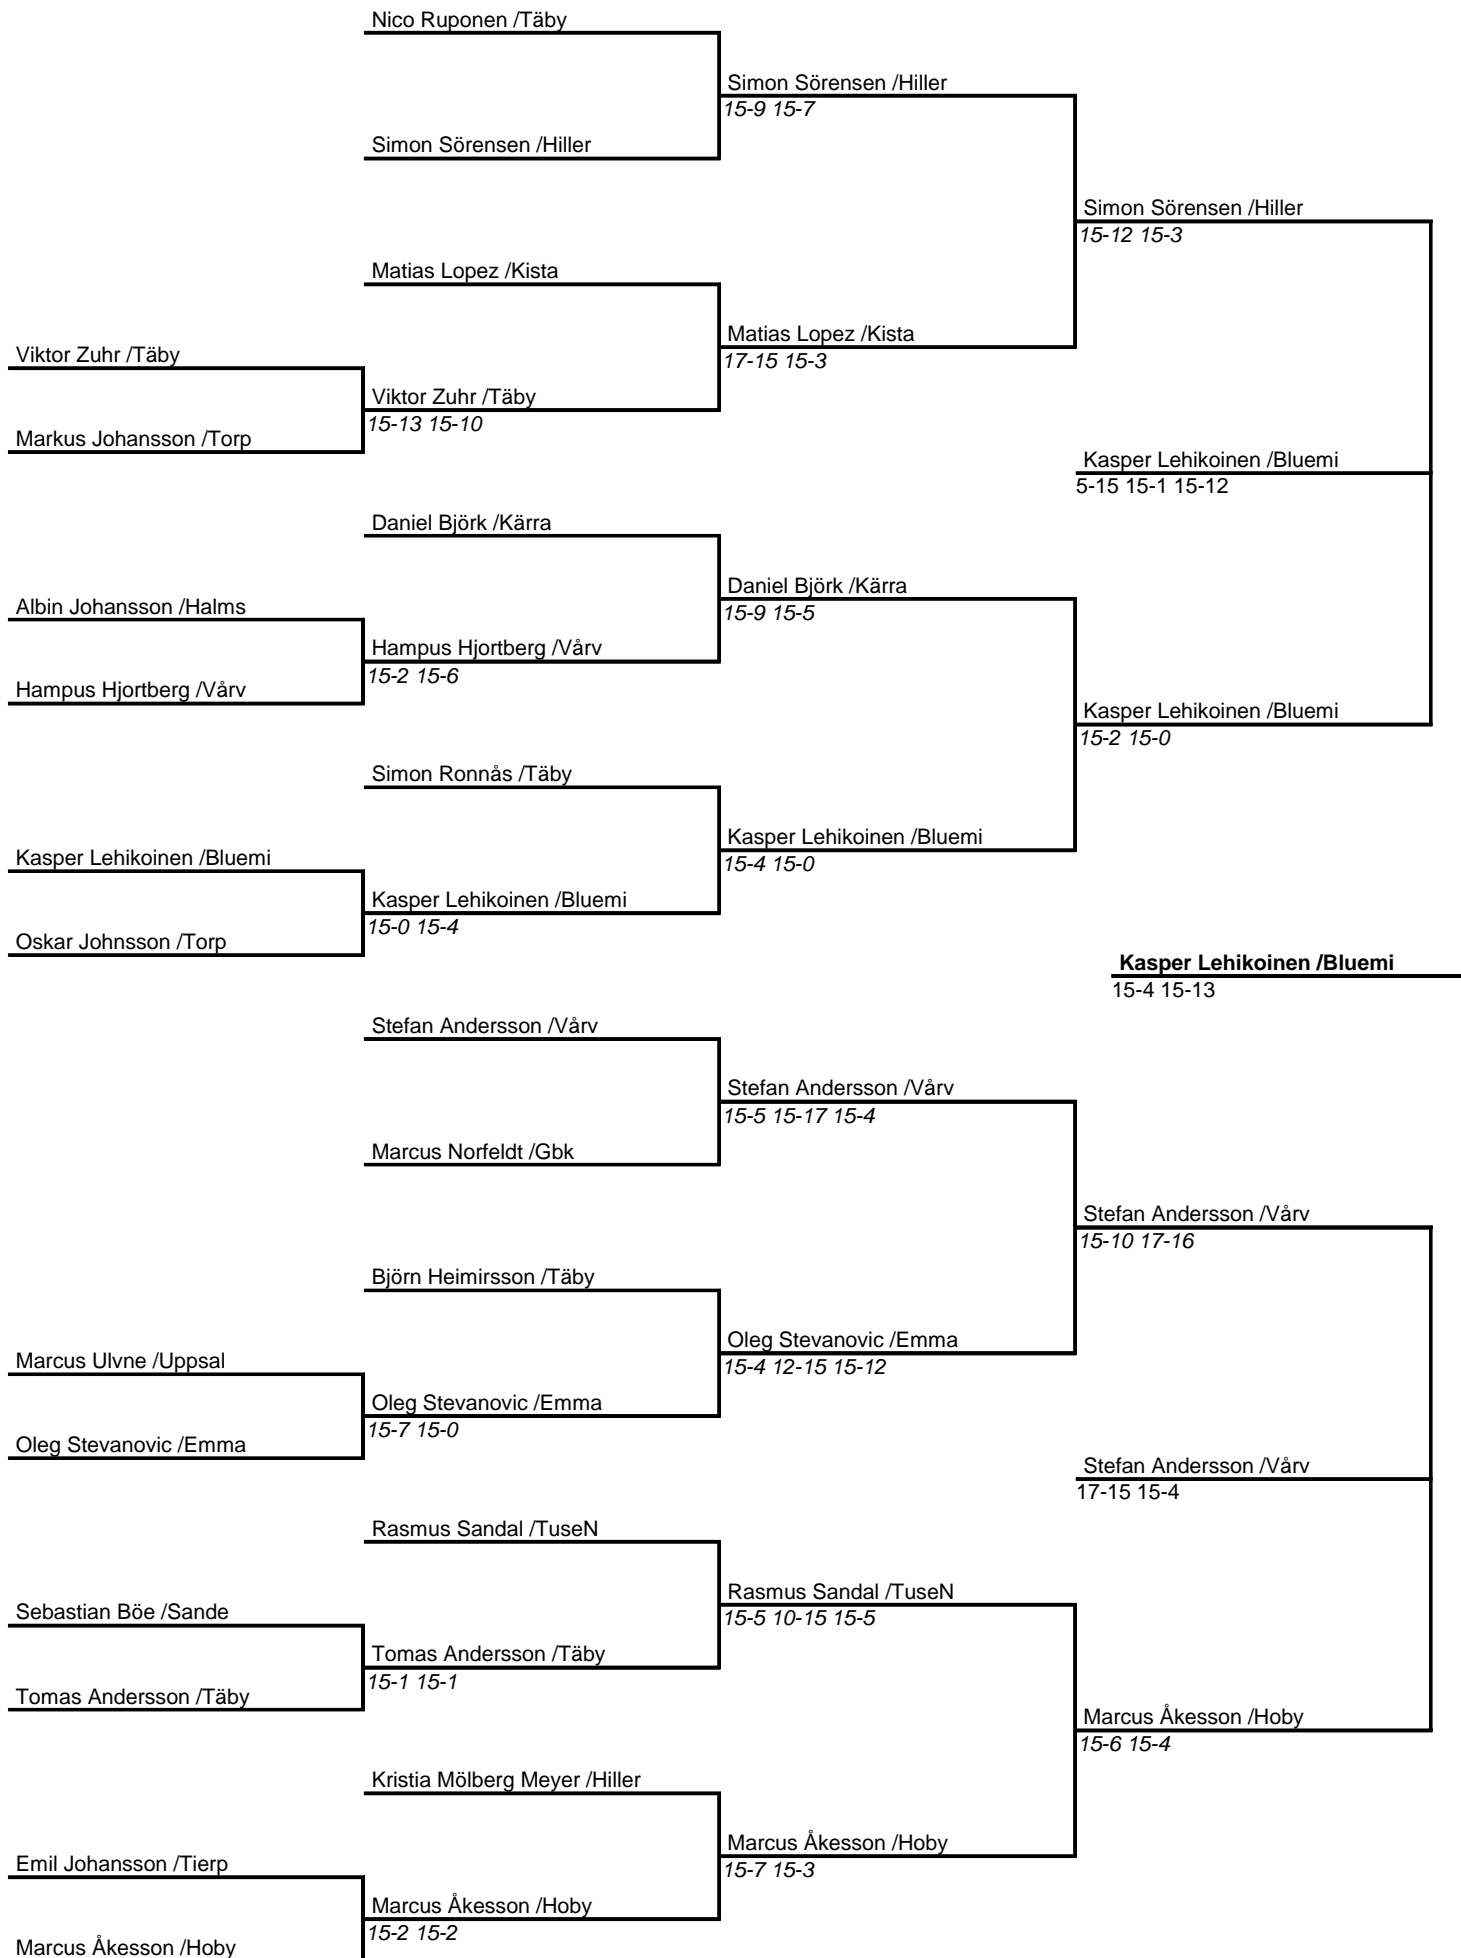 Nico Ruponen /Täby
Simon Sörensen /Hiller
15-9 15-7
Simon Sörensen /Hiller
Simon Sörensen /Hiller
15-12 15-3
Matias Lopez /Kista
Matias Lopez /Kista
17-15 15-3
Viktor Zuhr /Täby
Viktor Zuhr /Täby
15-13 15-10
Markus Johansson /Torp
Kasper Lehikoinen /Bluemi
5-15 15-1 15-12
Daniel Björk /Kärra
Daniel Björk /Kärra
15-9 15-5
Albin Johansson /Halms
Hampus Hjortberg /Vårv
15-2 15-6
Hampus Hjortberg /Vårv
Kasper Lehikoinen /Bluemi
15-2 15-0
Simon Ronnås /Täby
Kasper Lehikoinen /Bluemi
15-4 15-0
Kasper Lehikoinen /Bluemi
Kasper Lehikoinen /Bluemi
15-0 15-4
Oskar Johnsson /Torp
Kasper Lehikoinen /Bluemi
15-4 15-13
Stefan Andersson /Vårv
Stefan Andersson /Vårv
15-5 15-17 15-4
Marcus Norfeldt /Gbk
Stefan Andersson /Vårv
15-10 17-16
Björn Heimirsson /Täby
Oleg Stevanovic /Emma
15-4 12-15 15-12
Marcus Ulvne /Uppsal
Oleg Stevanovic /Emma
15-7 15-0
Oleg Stevanovic /Emma
Stefan Andersson /Vårv
17-15 15-4
Rasmus Sandal /TuseN
Rasmus Sandal /TuseN
15-5 10-15 15-5
Sebastian Böe /Sande
Tomas Andersson /Täby
15-1 15-1
Tomas Andersson /Täby
Marcus Åkesson /Hoby
15-6 15-4
Kristia Mölberg Meyer /Hiller
Marcus Åkesson /Hoby
15-7 15-3
Emil Johansson /Tierp
Marcus Åkesson /Hoby
15-2 15-2
Marcus Åkesson /Hoby